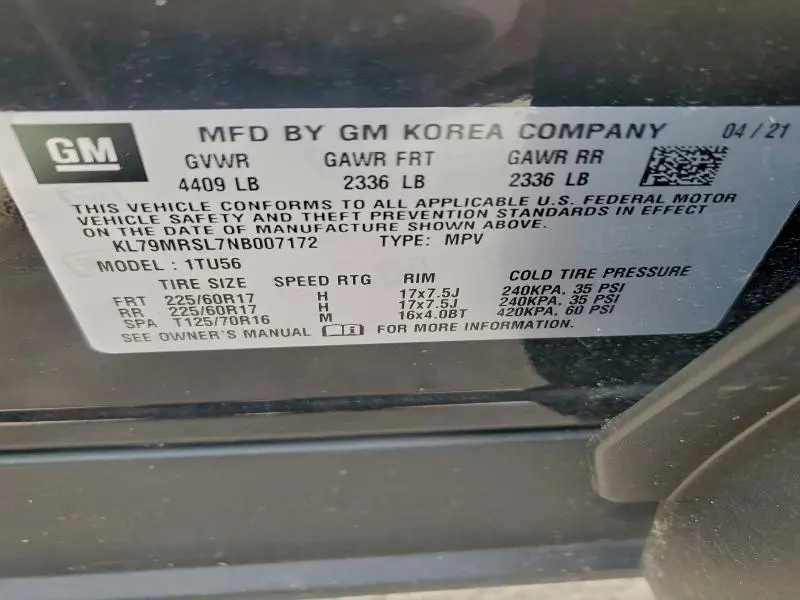 GM
MFD BY GM KOREA COMPANY 04/21
GVWR GAWR FRT GAWR RR
4409 LB 2336 LB 2336 LB
THIS VEHICLE CONFORMS TO ALL APPLICABLE U.S. FEDERAL MOTOR
VEHICLE SAFETY AND THEFT PREVENTION STANDARDS IN EFFECT
ON THE DATE OF MANUFACTURE SHOWN ABOVE.
KL79MRSL7NB007172 TYPE: MPV
MODEL : 1TU56
TIRE SIZE SPEED RTG RIM COLD TIRE PRESSURE
FRT 225/60R17 H 17x7.5J 240KPA, 35 PSI
RR 225/60R17 H 17x7.5J 240KPA, 35 PSI
SPA T125/70R16 M 16x4.0BT 420KPA, 60 PSI
SEE OWNER'S MANUAL FOR MORE INFORMATION.